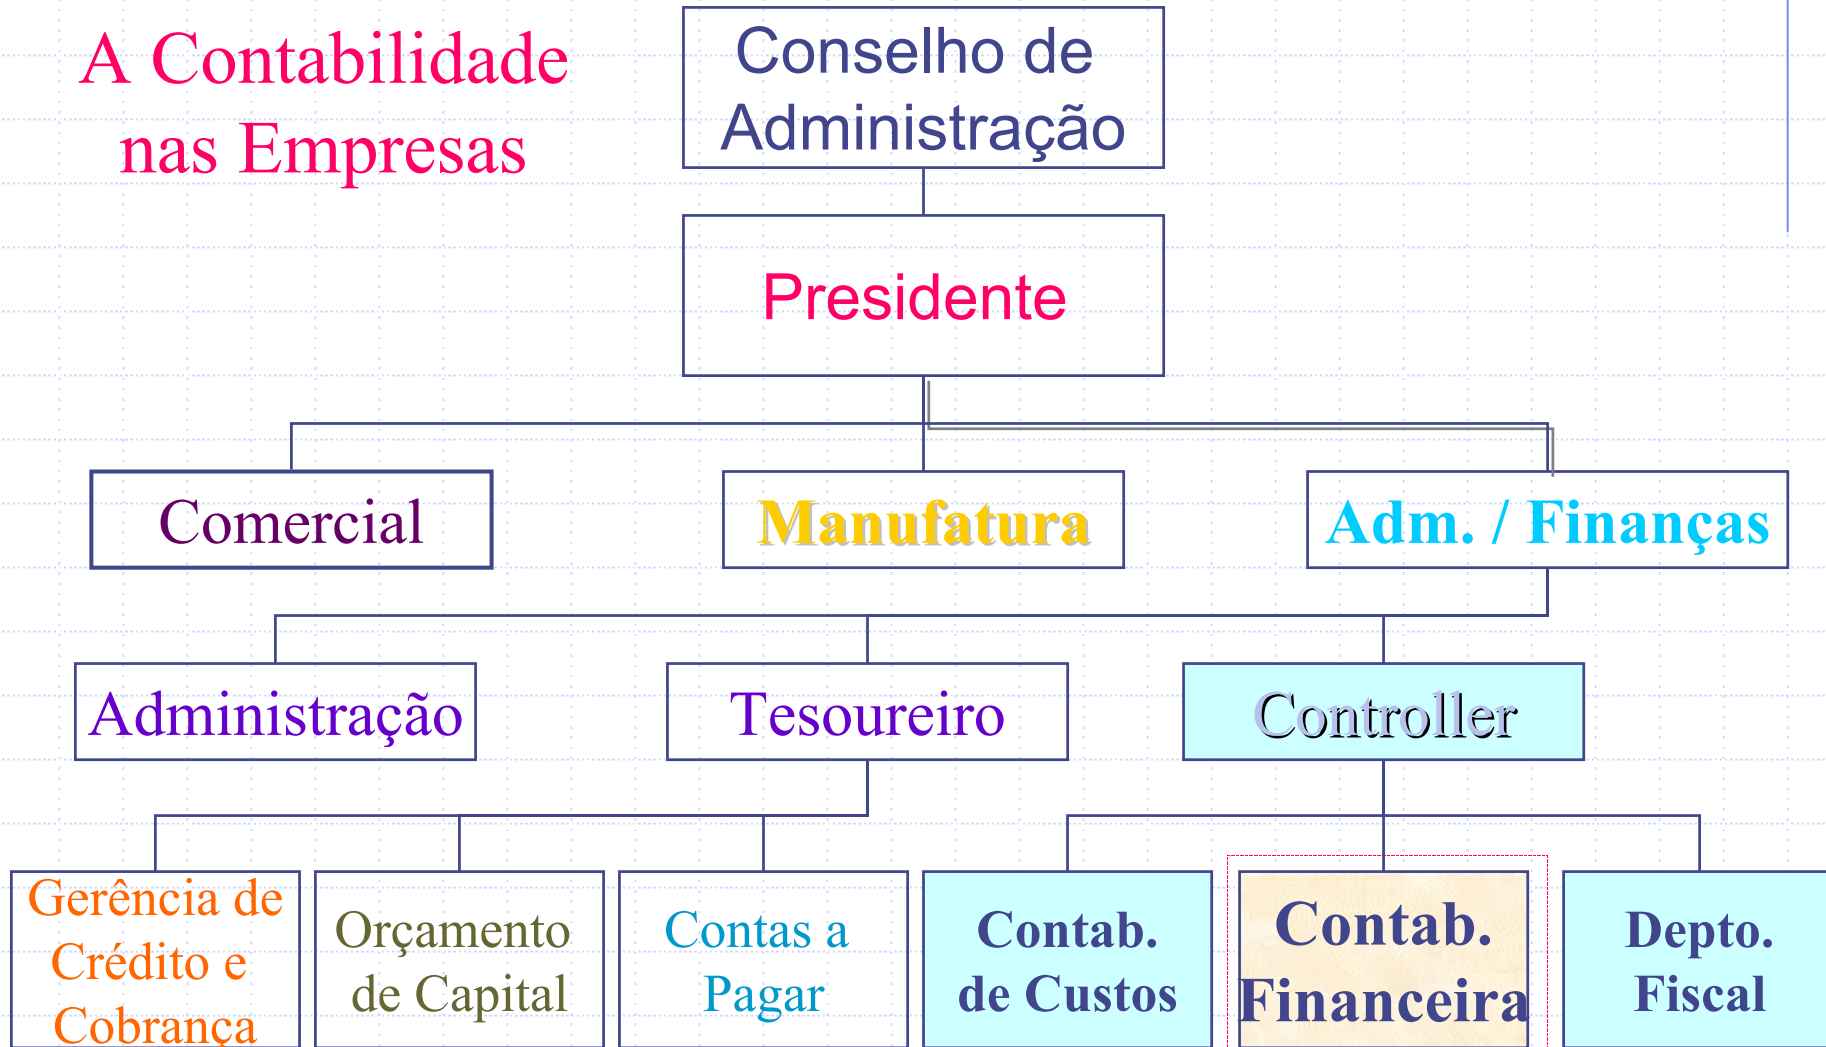 A Contabilidade
nas Empresas
Conselho de
Administração
Presidente
Comercial
Manufatura
Adm. / Finanças
Administração
Tesoureiro
Controller
Gerência de
Crédito e
Cobrança
Orçamento
de Capital
Contas a
Pagar
Contab.
de Custos
Contab.
Financeira
Depto.
Fiscal